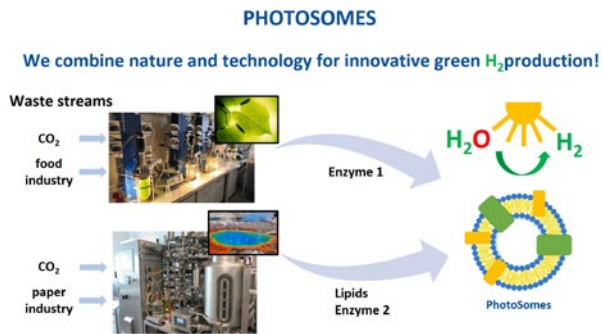 PHOTOSOMES
We combine nature and technology for innovative green H₂production!
Waste streams
CO₂
food
industry
Enzyme 1
H₂O
H₂
CO₂
paper
industry
Lipids
Enzyme 2
PhotoSomes